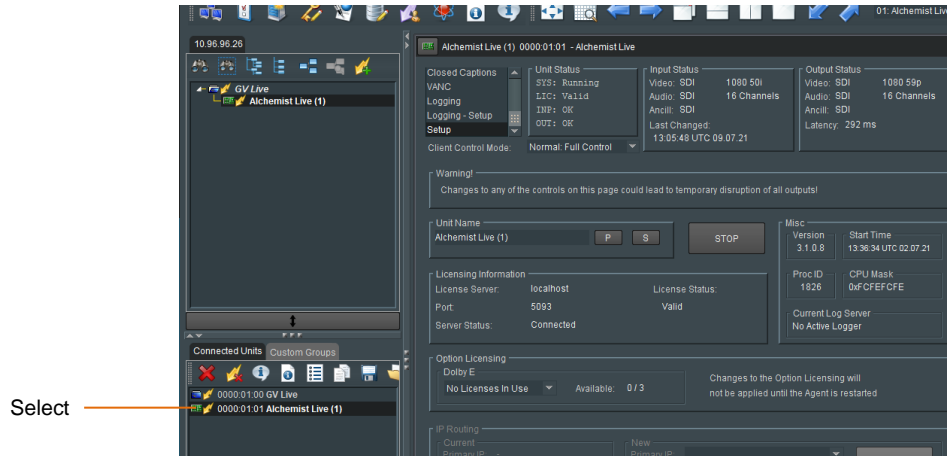 01: Alchemist Live
10.96.96.26
GV Live
Alchemist Live (1)
Connected Units
Custom Groups
0000:01:00 GV Live
0000:01:01 Alchemist Live (1)
Select
Alchemist Live (1) 0000:01:01 - Alchemist Live
Closed Captions
VANC
Logging
Logging - Setup
Setup
Unit Status
SYS: Running
LIC: Valid
INP: OK
OUT: OK
Input Status
Video: SDI 1080 50i
Audio: SDI 16 Channels
Ancill: SDI
Last Changed:
13:05:48 UTC 09.07.21
Output Status
Video: SDI 1080 59p
Audio: SDI 16 Channels
Ancill: SDI
Latency: 292 ms
Client Control Mode: Normal: Full Control
Warning!
Changes to any of the controls on this page could lead to temporary disruption of all outputs!
Unit Name
Alchemist Live (1) P S
STOP
Misc
Version
3.1.0.8
Start Time
13:36:34 UTC 02.07.21
Proc ID
1826
CPU Mask
0xFCFEFCFE
Current Log Server
No Active Logger
Licensing Information
License Server: localhost
Port: 5093
Server Status: Connected
License Status:
Valid
Option Licensing
Dolby E
No Licenses In Use Available: 0 / 3
Changes to the Option Licensing will
not be applied until the Agent is restarted
IP Routing
Current
Primary IP -
New
Primary IP